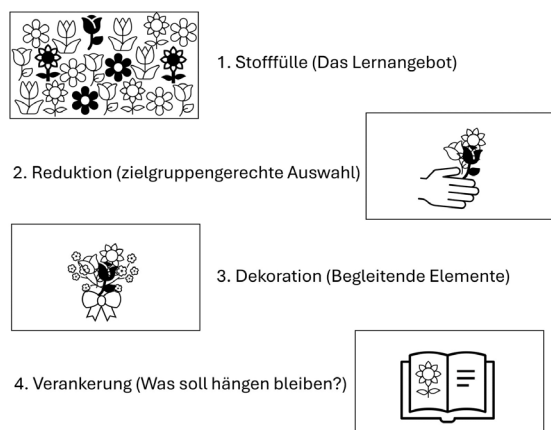 1. Stofffülle (Das Lernangebot)
2. Reduktion (zielgruppengerechte Auswahl)
3. Dekoration (Begleitende Elemente)
4. Verankerung (Was soll hängen bleiben?)